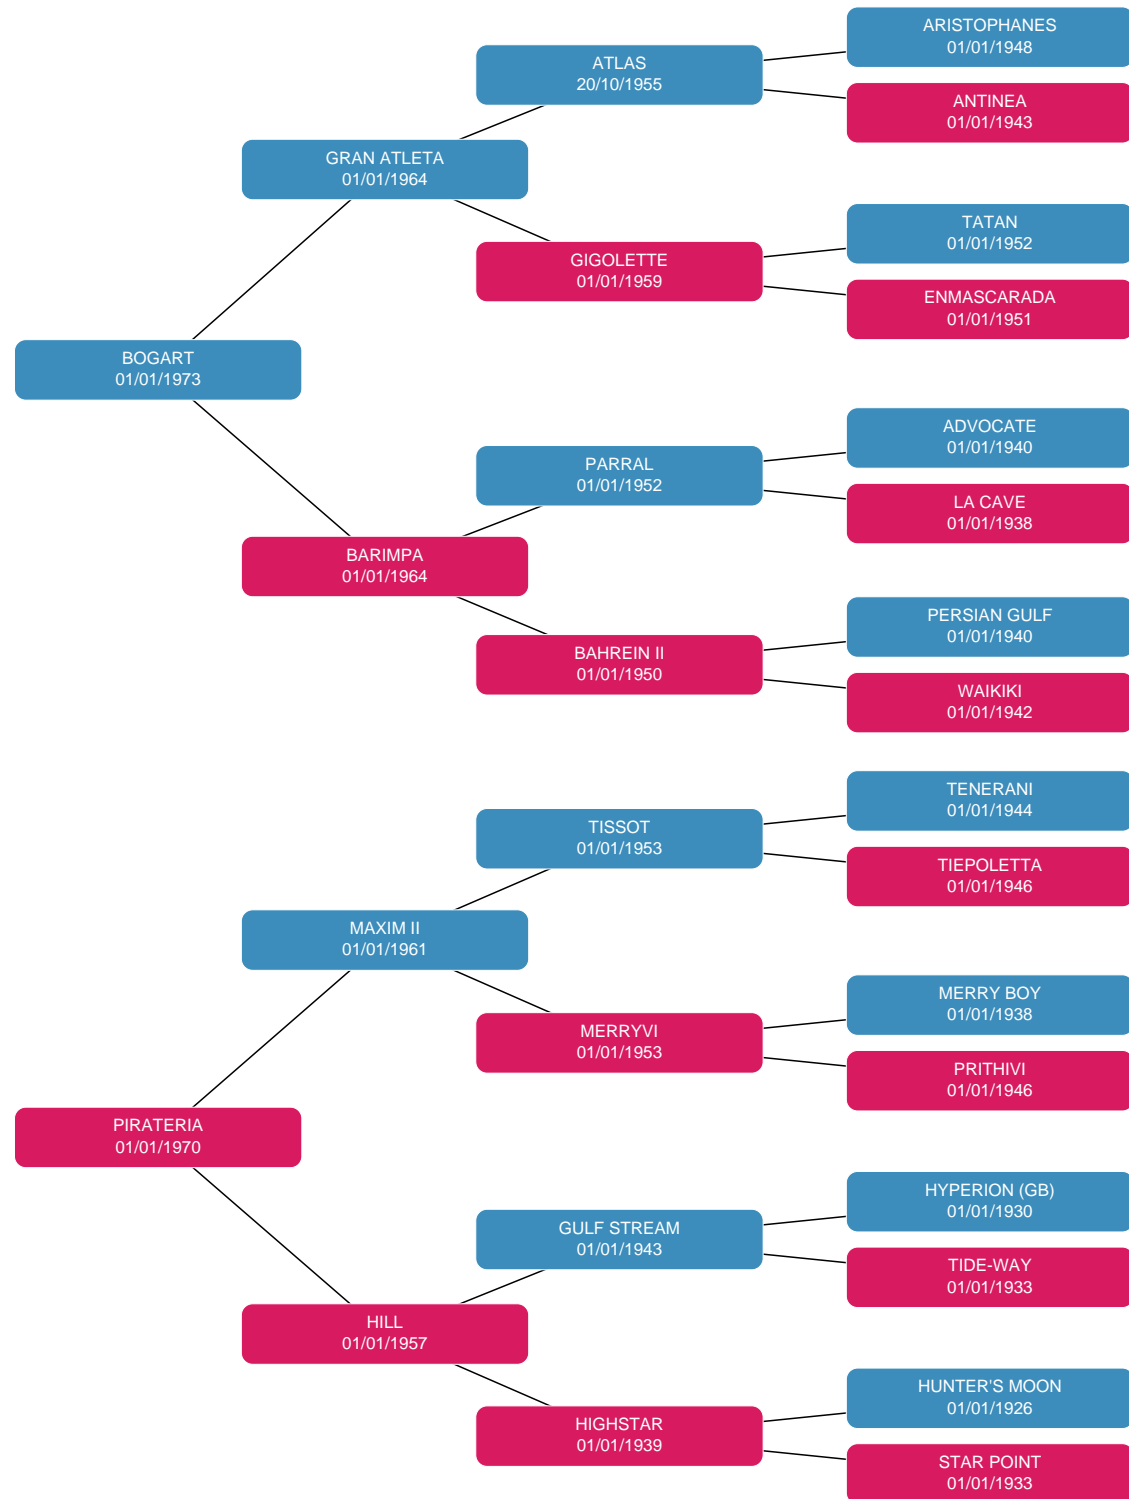 ARISTOPHANES
01/01/1948
ATLAS
20/10/1955
ANTINEA
01/01/1943
GRAN ATLETA
01/01/1964
TATAN
01/01/1952
GIGOLETTE
01/01/1959
ENMASCARADA
01/01/1951
BOGART
01/01/1973
ADVOCATE
01/01/1940
PARRAL
01/01/1952
LA CAVE
01/01/1938
BARIMPA
01/01/1964
PERSIAN GULF
01/01/1940
BAHREIN II
01/01/1950
WAIKIKI
01/01/1942
TENERANI
01/01/1944
TISSOT
01/01/1953
TIEPOLETTA
01/01/1946
MAXIM II
01/01/1961
MERRY BOY
01/01/1938
MERRYVI
01/01/1953
PRITHIVI
01/01/1946
PIRATERIA
01/01/1970
HYPERION (GB)
01/01/1930
GULF STREAM
01/01/1943
TIDE-WAY
01/01/1933
HILL
01/01/1957
HUNTER'S MOON
01/01/1926
HIGHSTAR
01/01/1939
STAR POINT
01/01/1933